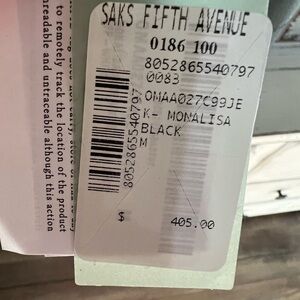 SAKS FIFTH AVENUE
0186 100
8052865540797
0083
OMAA027C99JE
K- MONALISA
BLACK
M
$ 405.00
8052865540797
to remotely track the location of the product
readable and untraceable although this action